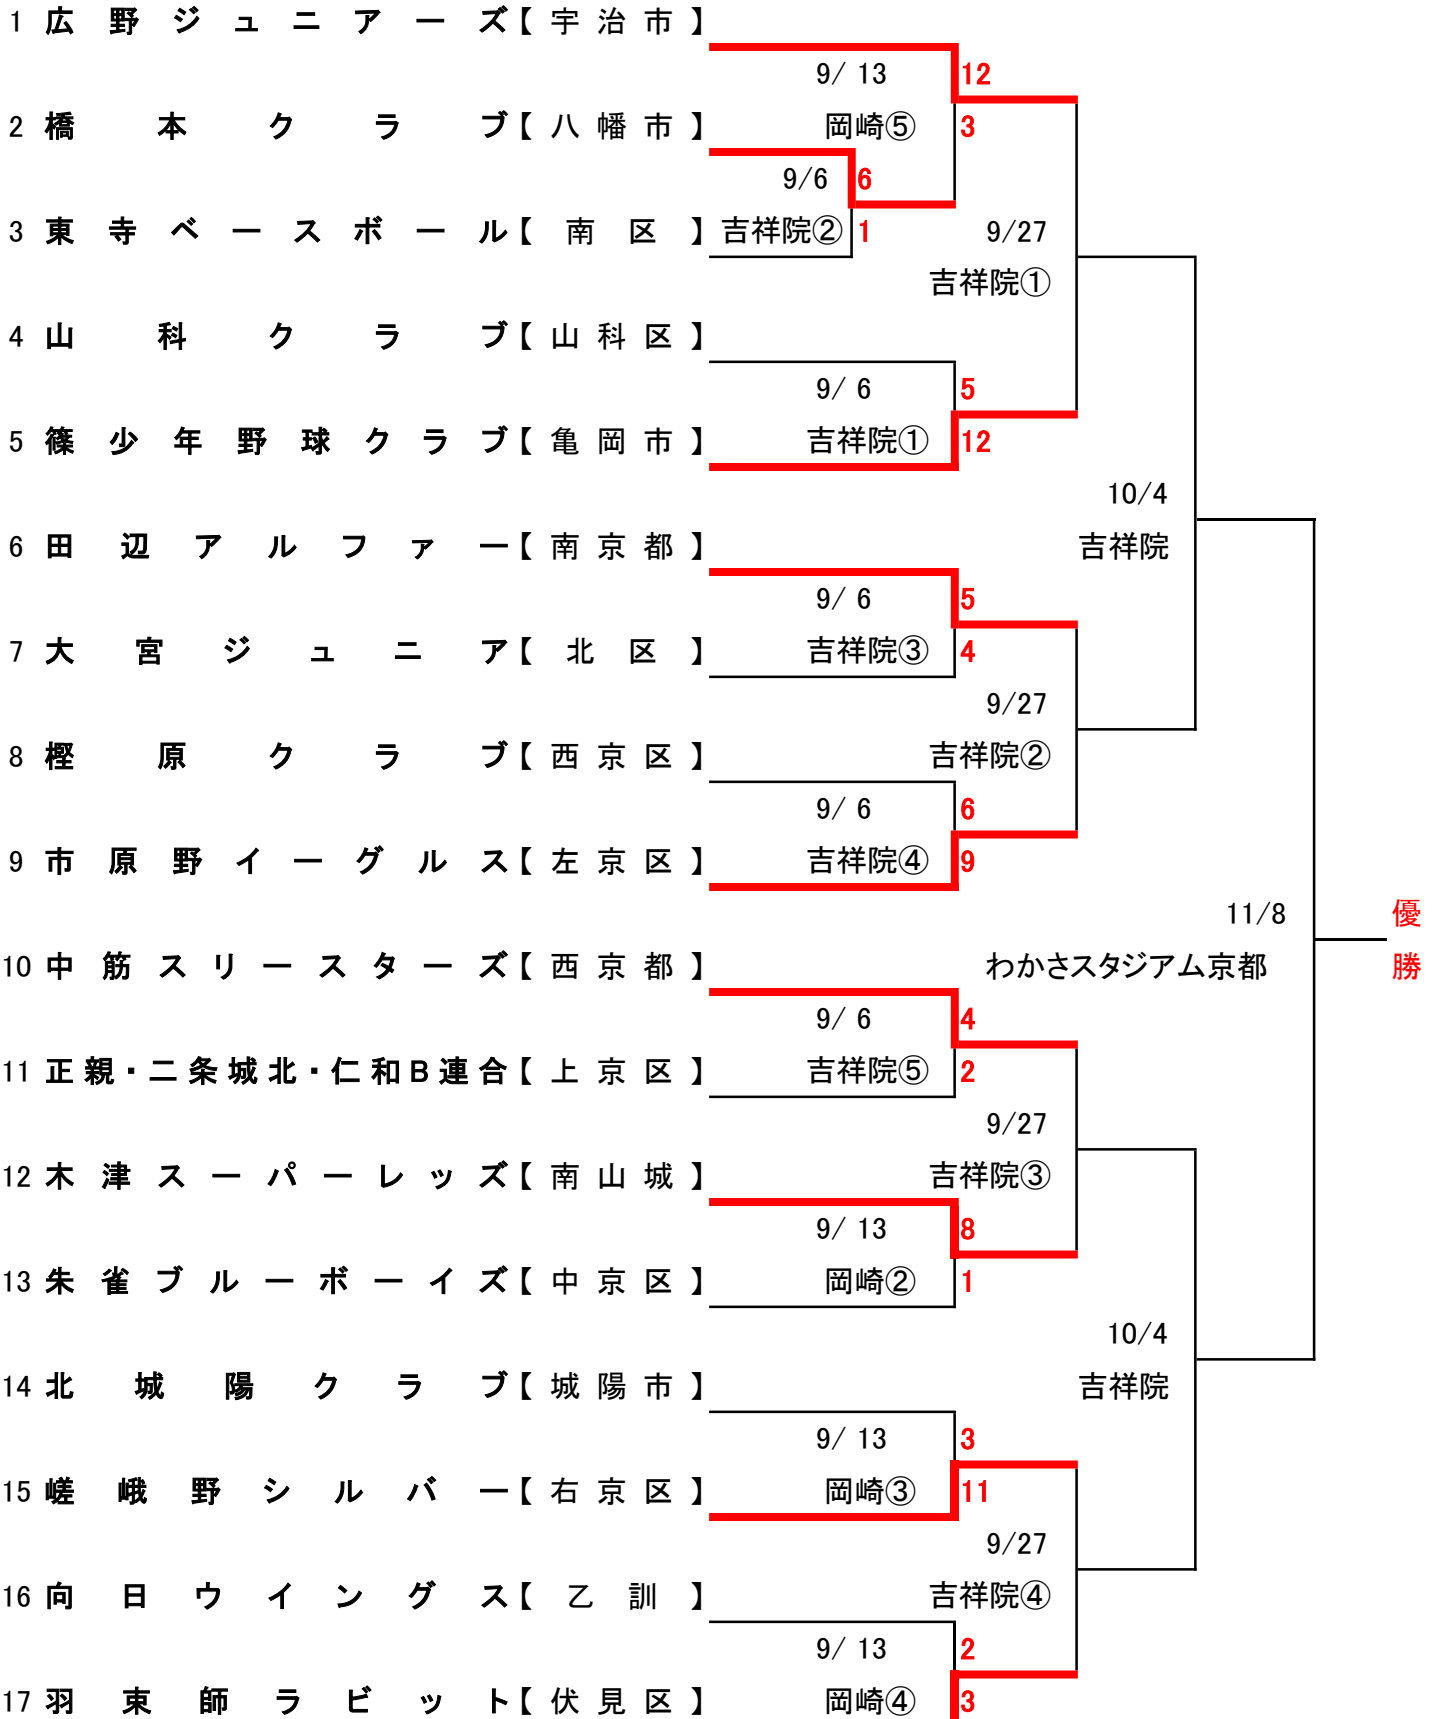 1 広野ジュニアーズ【宇治市】
9/ 13 12
2 橋本クラブ【八幡市】 岡崎⑤ 3
9/6 6
3 東寺ベースボール【南区】 吉祥院② 1 9/27
吉祥院①
4 山科クラブ【山科区】
9/ 6 5
5 篠少年野球クラブ【亀岡市】 吉祥院① 12
10/4
6 田辺アルファー【南京都】 吉祥院
9/ 6 5
7 大宮ジュニア【北区】 吉祥院③ 4
9/27
8 樫原クラブ【西京区】 吉祥院②
9/ 6 6
9 市原野イーグルス【左京区】 吉祥院④ 9
11/8 優
10 中筋スリースターズ【西京都】 わかさスタジアム京都 勝
9/ 6 4
11 正親・二条城北・仁和B連合【上京区】 吉祥院⑤ 2
9/27
12 木津スーパーレッズ【南山城】 吉祥院③
9/ 13 8
13 朱雀ブルーボーイズ【中京区】 岡崎② 1
10/4
14 北城陽クラブ【城陽市】 吉祥院
9/ 13 3
15 嵯峨野シルバー【右京区】 岡崎③ 11
9/27
16 向日ウイングス【乙訓】 吉祥院④
9/ 13 2
17 羽束師ラビット【伏見区】 岡崎④ 3